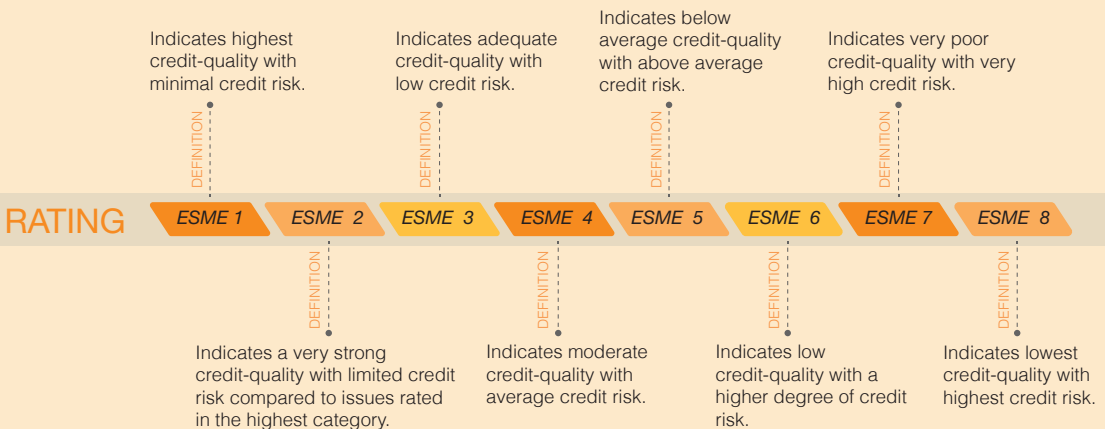 Indicates highest
credit-quality with
minimal credit risk.
Indicates adequate
credit-quality with
low credit risk.
Indicates below
average credit-quality
with above average
credit risk.
Indicates very poor
credit-quality with very
high credit risk.
DEFINITION
DEFINITION
DEFINITION
DEFINITION
RATING
ESME 1
ESME 2
ESME 3
ESME 4
ESME 5
ESME 6
ESME 7
ESME 8
DEFINITION
DEFINITION
DEFINITION
DEFINITION
Indicates a very strong
credit-quality with limited credit
risk compared to issues rated
in the highest category.
Indicates moderate
credit-quality with
average credit risk.
Indicates low
credit-quality with a
higher degree of credit
risk.
Indicates lowest
credit-quality with
highest credit risk.